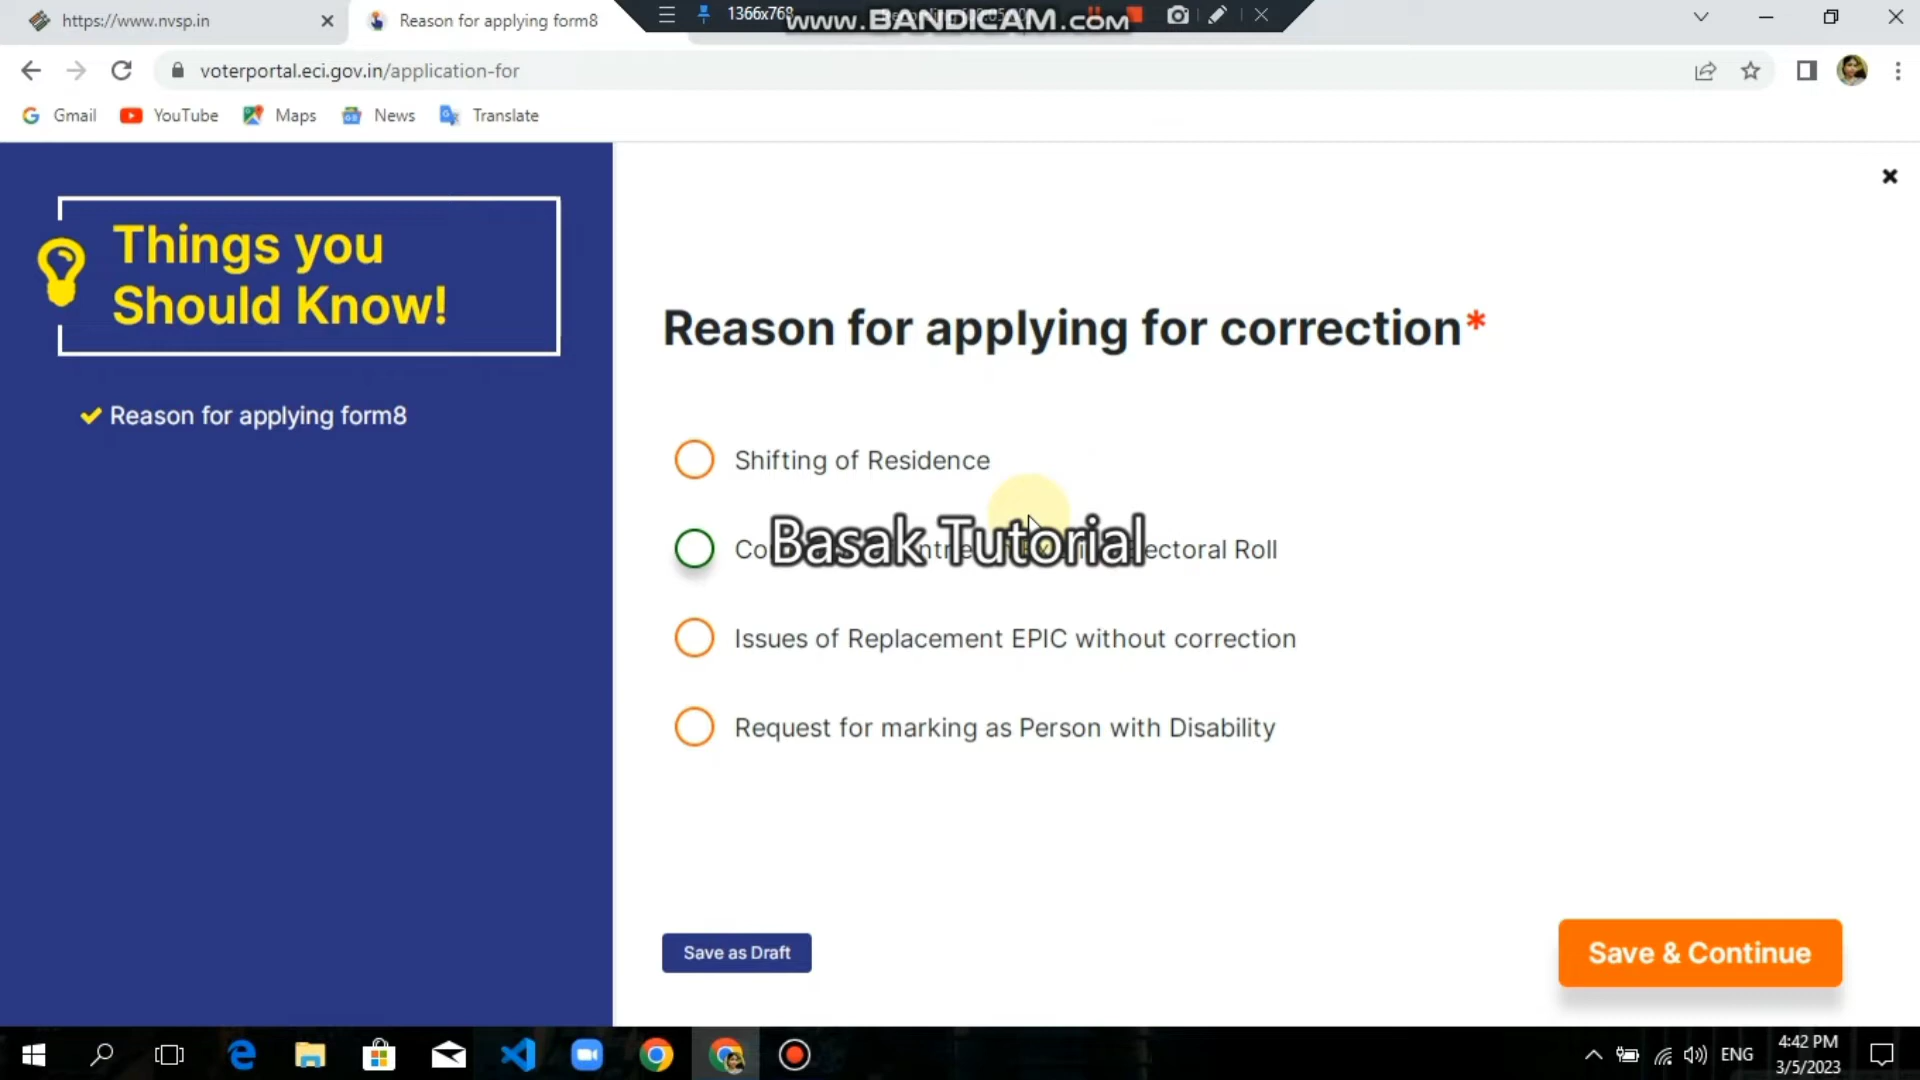 https://www.nvsp.in
Reason for applying form8
1366x768
www.BANDICAM.com
voterportal.eci.gov.in/application-for
Gmail
YouTube
Maps
News
Translate
Things you
Should Know!
Reason for applying form8
Reason for applying for correction*
Shifting of Residence
Basak Tutorial
Electoral Roll
Issues of Replacement EPIC without correction
Request for marking as Person with Disability
Save as Draft
Save & Continue
ENG
4:42 PM
3/5/2023